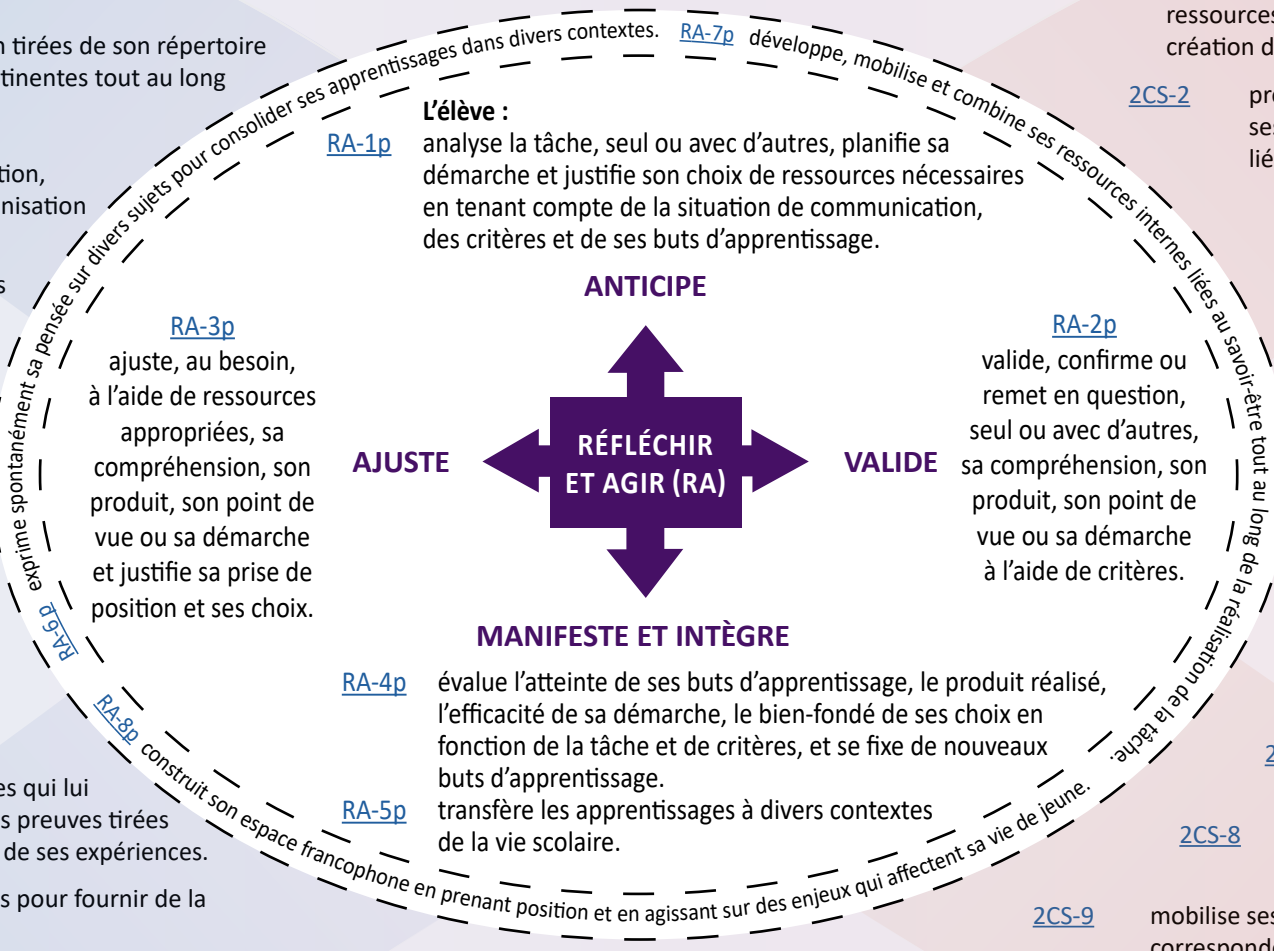 n tirées de son répertoire
tinentes tout au long
tion,
nisation
s
es qui lui
s preuves tirées
de ses expériences.
s pour fournir de la
RA-6p exprime spontanément sa pensée sur divers sujets pour consolider ses apprentissages dans divers contextes.
RA-7p développe, mobilise et combine ses ressources internes liées au savoir-être tout au long de la réalisation de la tâche.
L’élève :
RA-1p analyse la tâche, seul ou avec d’autres, planifie sa
démarche et justifie son choix de ressources nécessaires
en tenant compte de la situation de communication,
des critères et de ses buts d’apprentissage.
ANTICIPE
RA-3p
ajuste, au besoin,
à l’aide de ressources
appropriées, sa
compréhension, son
produit, son point de
vue ou sa démarche
et justifie sa prise de
position et ses choix.
AJUSTE
RÉFLÉCHIR
ET AGIR (RA)
VALIDE
RA-2p
valide, confirme ou
remet en question,
seul ou avec d’autres,
sa compréhension, son
produit, son point de
vue ou sa démarche
à l’aide de critères.
MANIFESTE ET INTÈGRE
RA-4p évalue l’atteinte de ses buts d’apprentissage, le produit réalisé,
l’efficacité de sa démarche, le bien-fondé de ses choix en
fonction de la tâche et de critères, et se fixe de nouveaux
buts d’apprentissage.
RA-5p transfère les apprentissages à divers contextes
de la vie scolaire.
RA-8p construit son espace francophone en prenant position et en agissant sur des enjeux qui affectent sa vie de jeune.
ressources
création d
2CS-2 pr
ses
lié
2
2CS-8
2CS-9 mobilise ses
corresponde